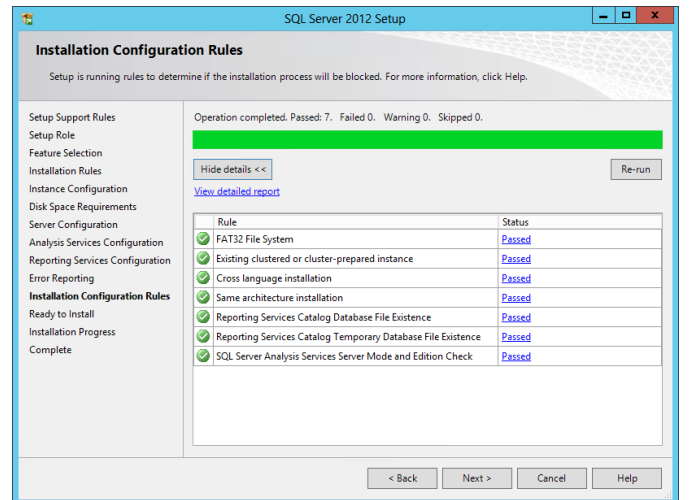 SQL Server 2012 Setup
Installation Configuration Rules
Setup is running rules to determine if the installation process will be blocked. For more information, click Help.
Setup Support Rules
Setup Role
Feature Selection
Installation Rules
Instance Configuration
Disk Space Requirements
Server Configuration
Analysis Services Configuration
Reporting Services Configuration
Error Reporting
Installation Configuration Rules
Ready to Install
Installation Progress
Complete
Operation completed. Passed: 7. Failed 0. Warning 0. Skipped 0.
Hide details << Re-run
View detailed report
Rule Status
FAT32 File System Passed
Existing clustered or cluster-prepared instance Passed
Cross language installation Passed
Same architecture installation Passed
Reporting Services Catalog Database File Existence Passed
Reporting Services Catalog Temporary Database File Existence Passed
SQL Server Analysis Services Server Mode and Edition Check Passed
< Back Next > Cancel Help